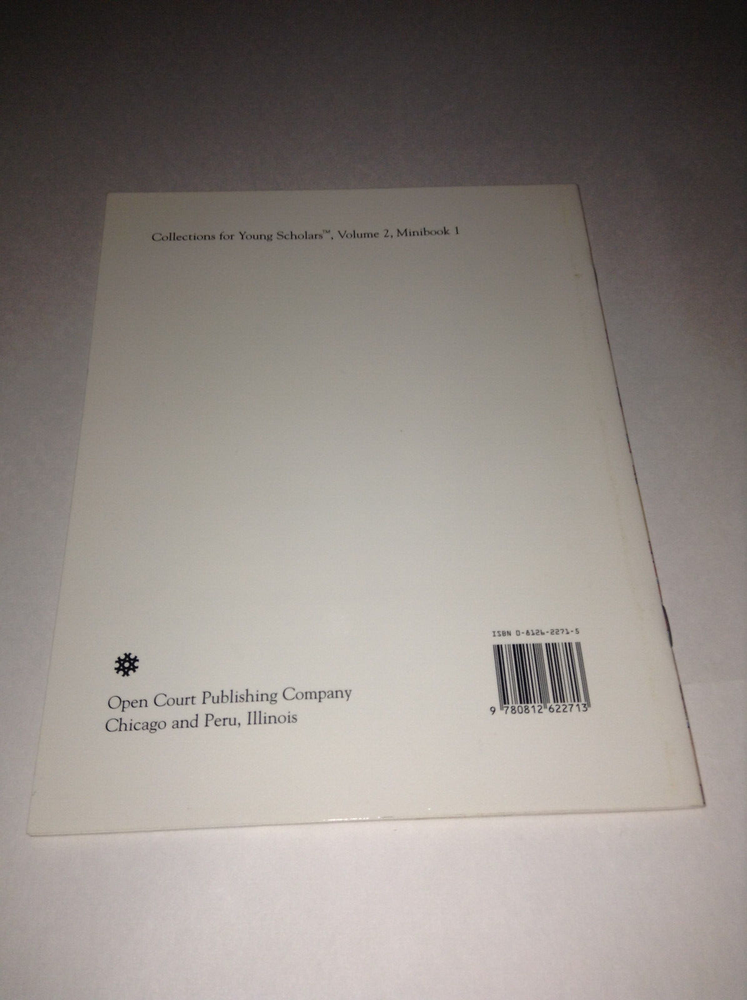 Collections for Young Scholars™, Volume 2, Minibook 1
ISBN 0-8126-2271-5
9 780812 622713
Open Court Publishing Company
Chicago and Peru, Illinois